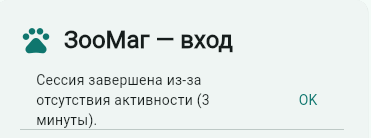 ЗооМаг — вход
Сессия завершена из-за
отсутствия активности (3
минуты).
OK